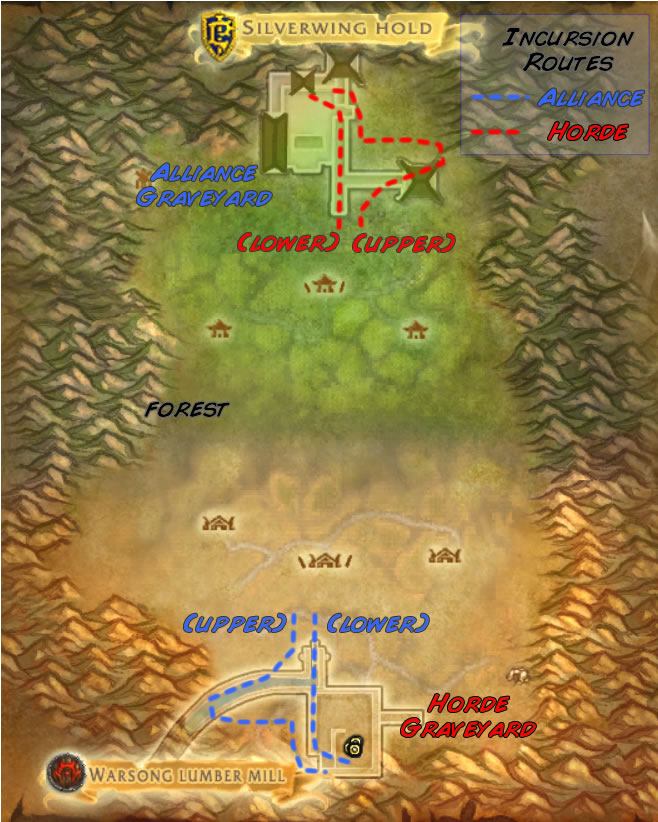 SILVERWING HOLD
INCURSION
ROUTES
ALLIANCE
HORDE
ALLIANCE
GRAVEYARD
(LOWER) (UPPER)
FOREST
(UPPER) (LOWER)
HORDE
GRAVEYARD
WARSONG LUMBER MILL